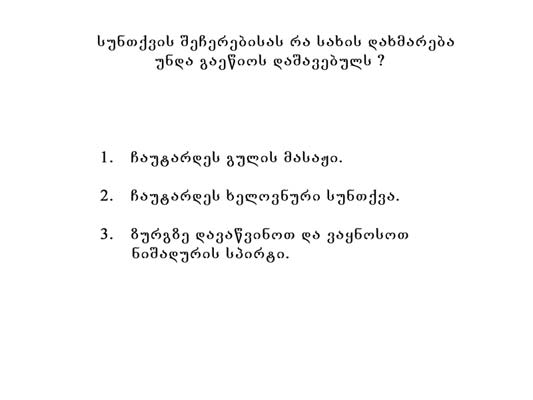 სუნთქვის შეჩერებისას რა სახის დახმარება
უნდა გაეწიოს დაშავებულს ?
1. ჩაუტარდეს გულის მასაჟი.
2. ჩაუტარდეს ხელოვნური სუნთქვა.
3. ზურგზე დავაწვინოთ და ვაყნოსოთ
ნიშადურის სპირტი.